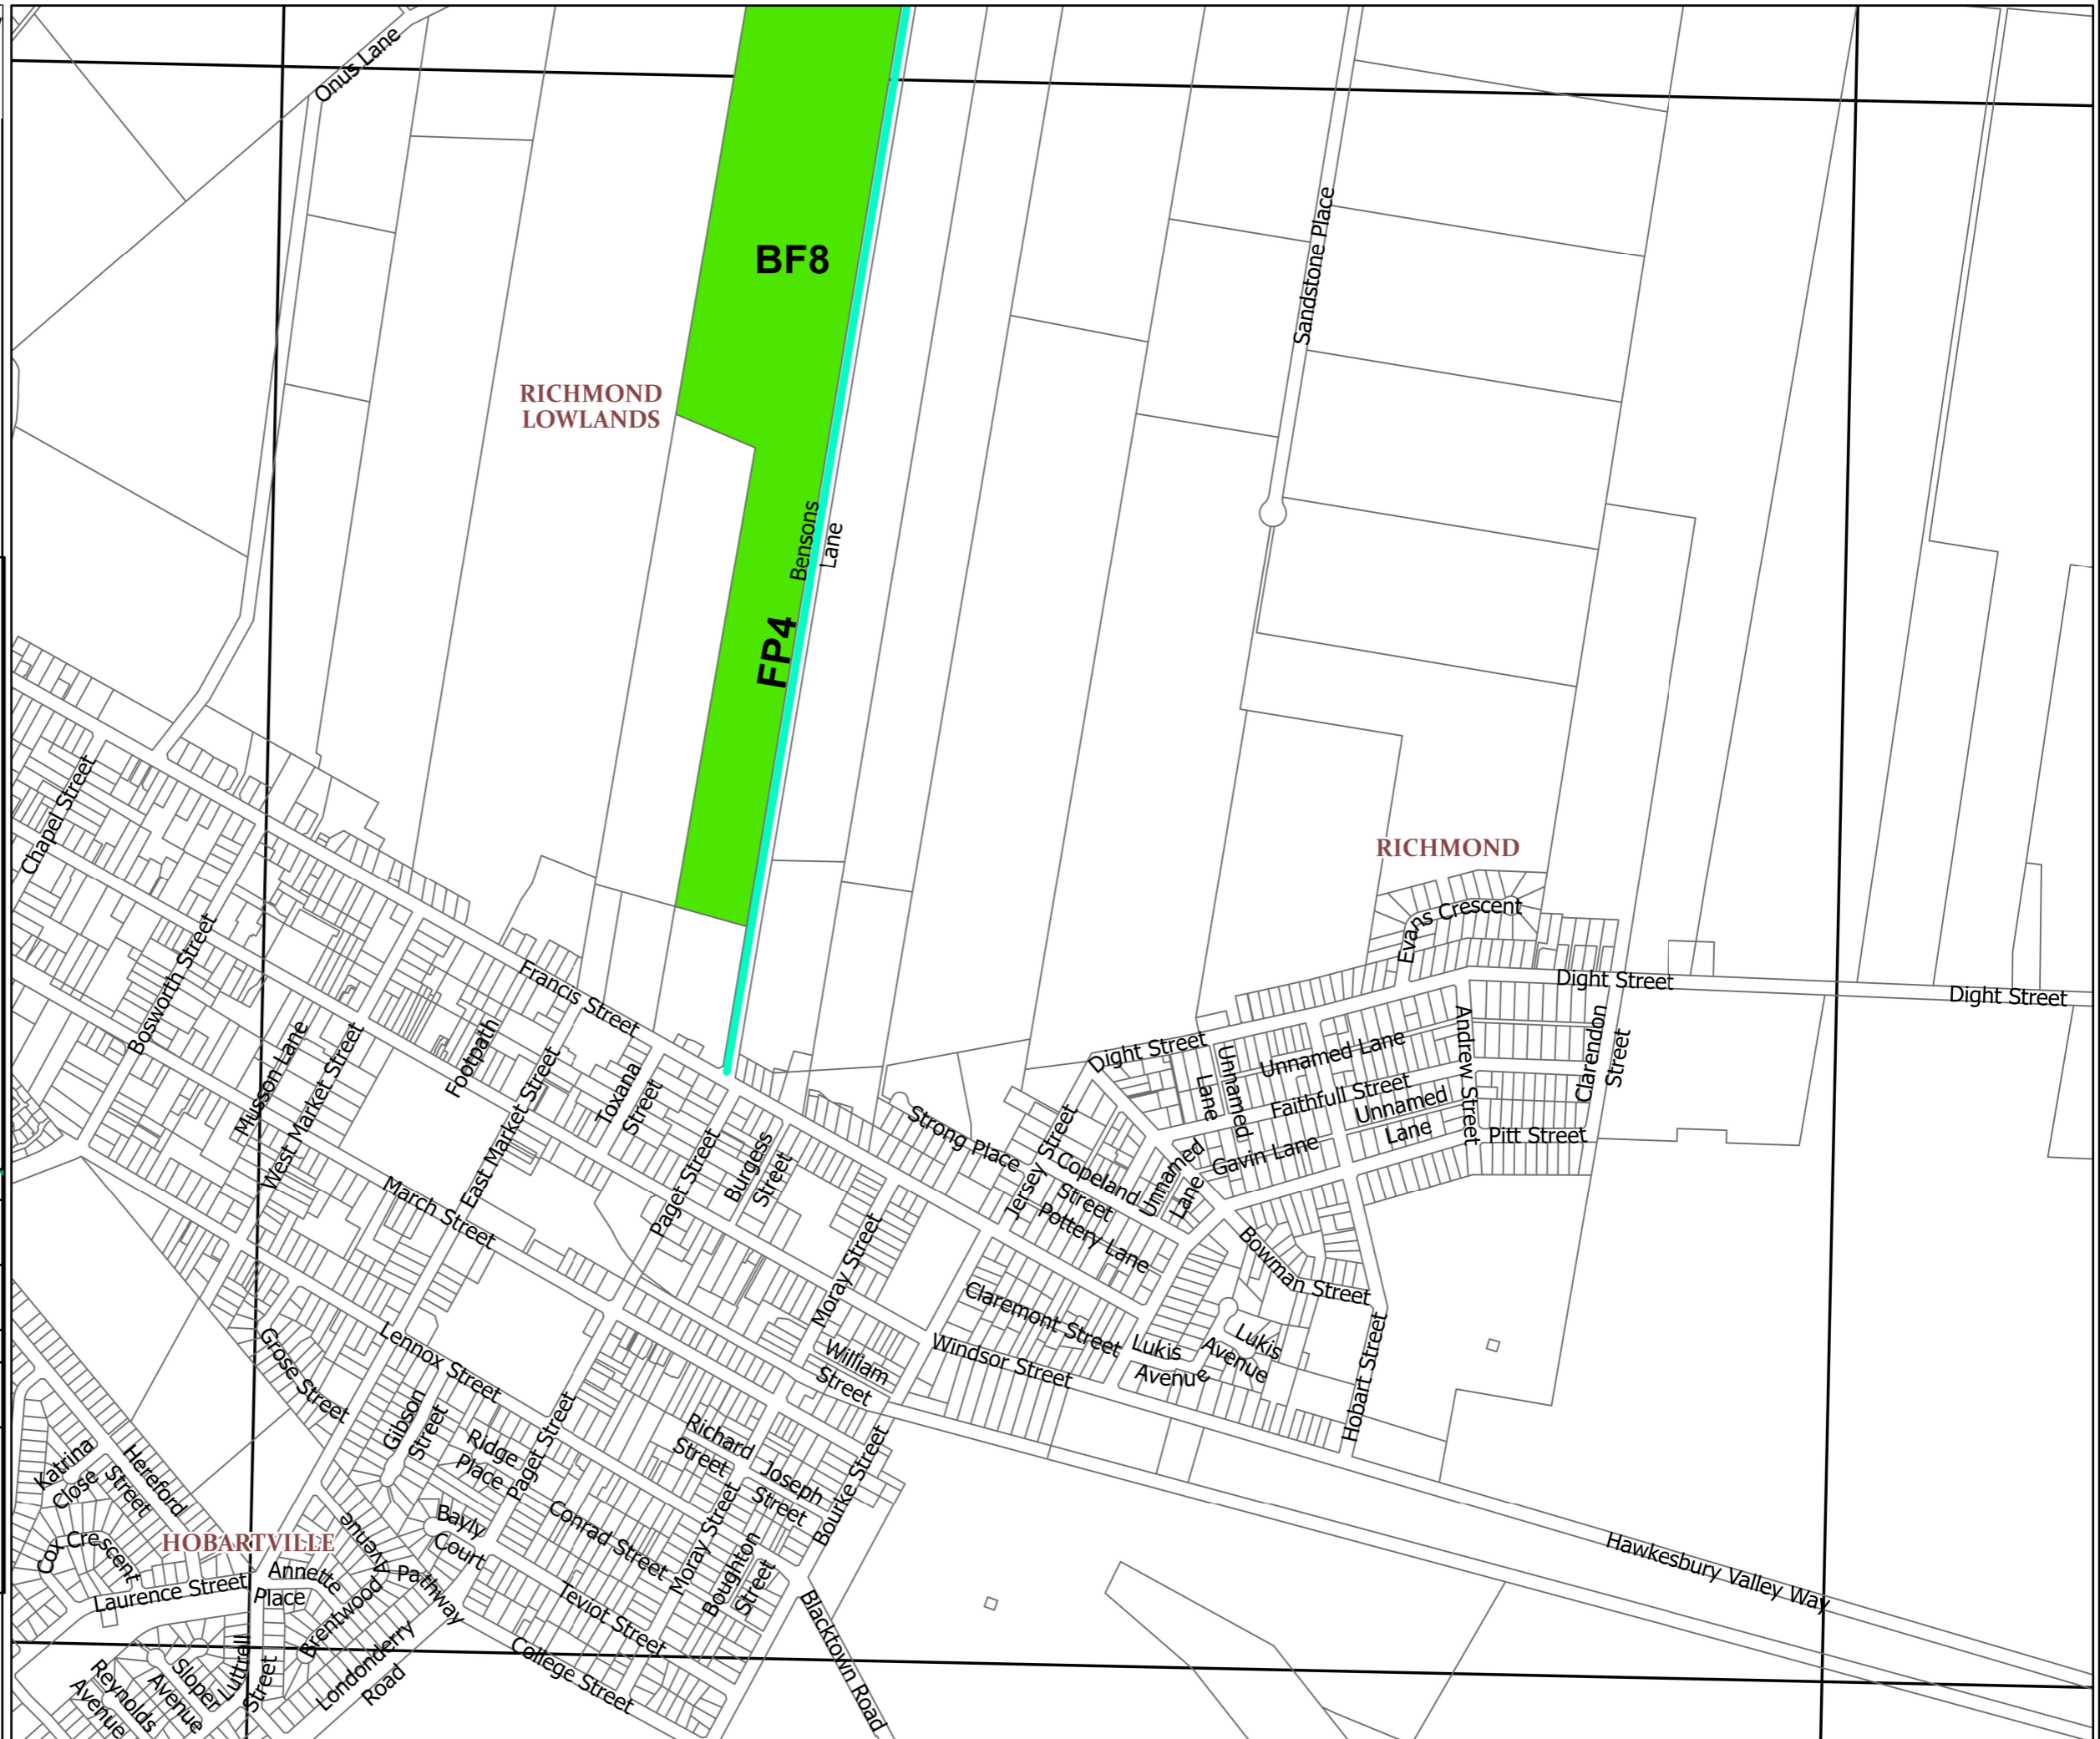 Onus Lane
BF8
Sandstone Place
RICHMOND
LOWLANDS
Bensons
Lane
FP4
Chapel Street
RICHMOND
Evans Crescent
Bosworth Street
Francis Street
Dight Street
Dight Street
Musson Lane
West Market Street
Footpath
East Market Street
Toxana
Street
Dight Street
Unnamed
Lane
Unnamed Lane
Faithfull Street
Unnamed
Lane
Andrew Street
Clarendon
Street
Pitt Street
Gavin Lane
Strong Place
Jersey Street
Copeland
Street
Unnamed
Lane
Pottery Lane
Paget Street
Burgess
Street
March Street
Moray Street
Bowman Street
Claremont Street
Lukis
Avenue
Lukis
Avenue
Windsor Street
William
Street
Hobart Street
Grose Street
Lennox Street
Gibson
Street
Ridge
Place
Paget Street
Richard
Street
Joseph
Street
Bourke Street
Katrina
Close
Hereford
Street
Cox Crescent
HOBARTVILLE
Bayly
Court
Conrad Street
Moray Street
Boughton
Street
Hawkesbury Valley Way
Laurence Street
Annette
Place
Brentwood Avenue
Pathway
Teviot Street
Londonderry
Road
College Street
Blacktown Road
Luttrell
Street
Sloper
Avenue
Reynolds
Avenue